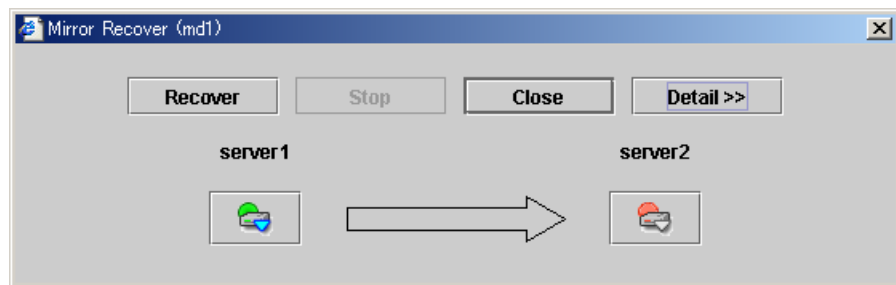 Mirror Recover (md1)
Recover Stop Close Detail >>
server1 server2